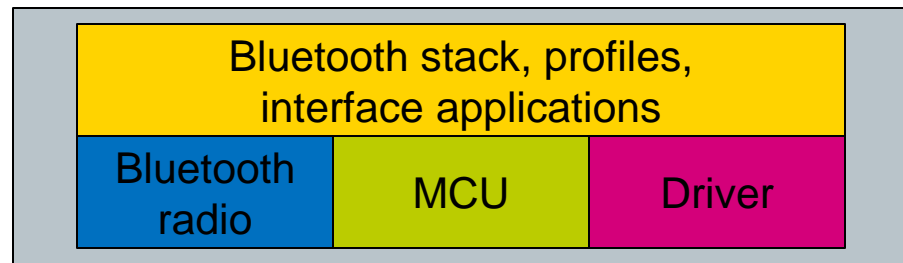 Bluetooth stack, profiles,
interface applications
Bluetooth
radio
MCU
Driver